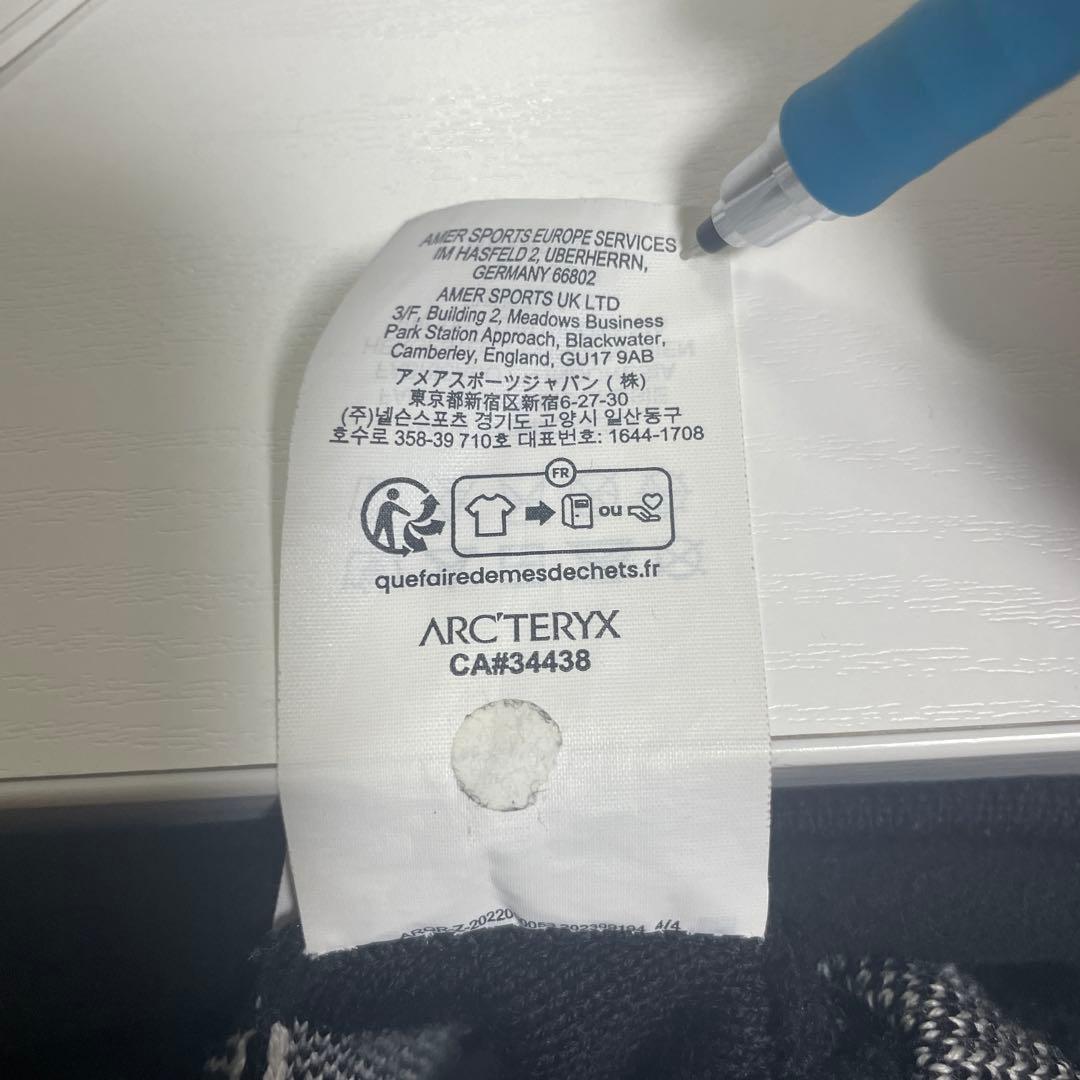 AMER SPORTS EUROPE SERVICES
IM HASFELD 2, UBERHERRN,
GERMANY 66802
AMER SPORTS UK LTD
3/F, Building 2, Meadows Business
Park Station Approach, Blackwater,
Camberley, England, GU17 9AB
アメアスポーツジャパン ( 株)
東京都新宿区新宿6-27-30
(주)넬슨스포츠 경기도 고양시 일산동구
호수로 358-39 710호 대표번호: 1644-1708
FR
ou
quefairedemesdechets.fr
ARC'TERYX
CA#34438
4/4